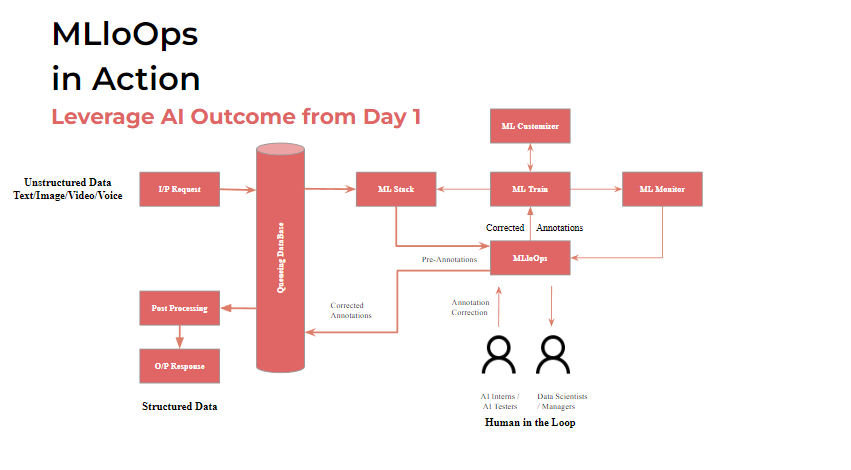 MLloOps
in Action
Leverage AI Outcome from Day 1
ML Customizer
Unstructured Data
Text/Image/Video/Voice
I/P Request
ML Stack
ML Train
ML Monitor
Corrected Annotations
Queueing DataBase
Pre-Annotations
MLloOps
Post Processing
Corrected
Annotations
Annotation
Correction
O/P Response
Structured Data
AI Interns /
AI Testers
Data Scientists
/ Managers
Human in the Loop